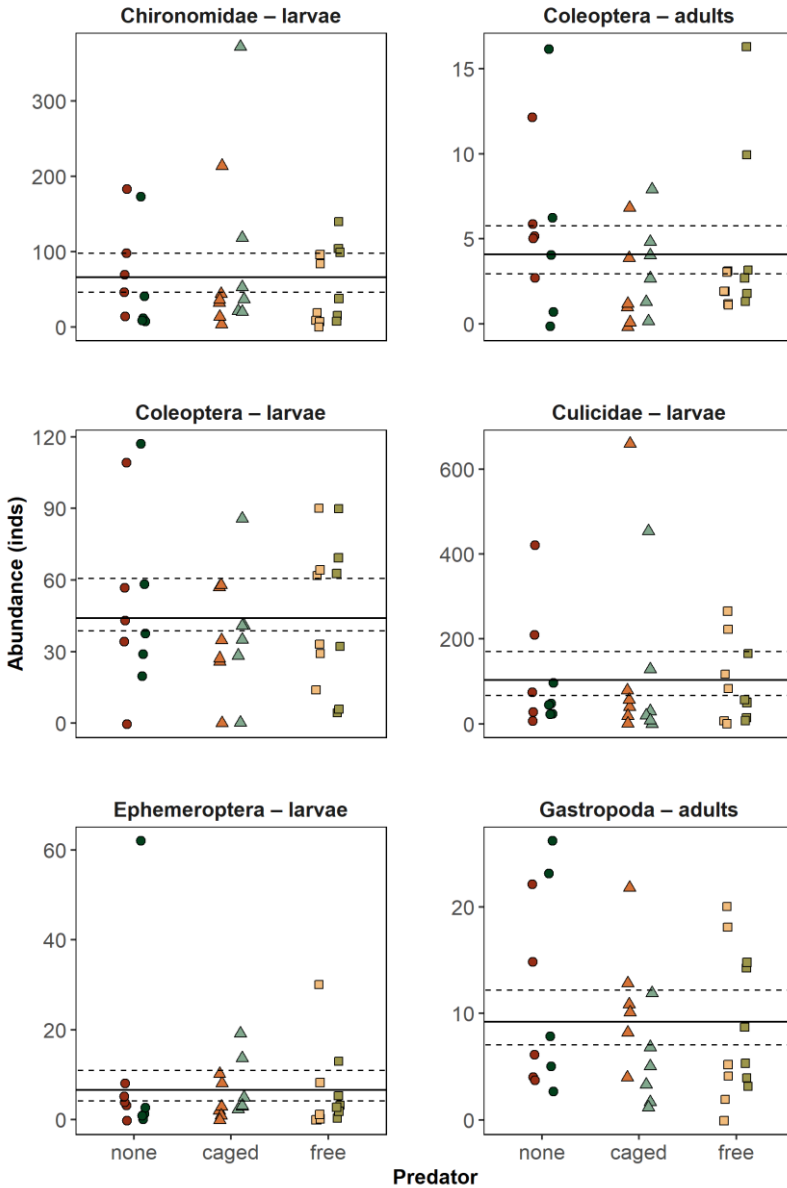 Chironomidae – larva
Coleoptera – adults
300
200
100
0
15
10
5
0
Coleoptera – larvae
Culicidae – larvae
120
90
60
30
0
600
400
200
0
Abundance (inds)
Ephemeroptera – larvae
Gastropoda – adults
60
40
20
0
20
10
0
none caged free
none caged free
Predator